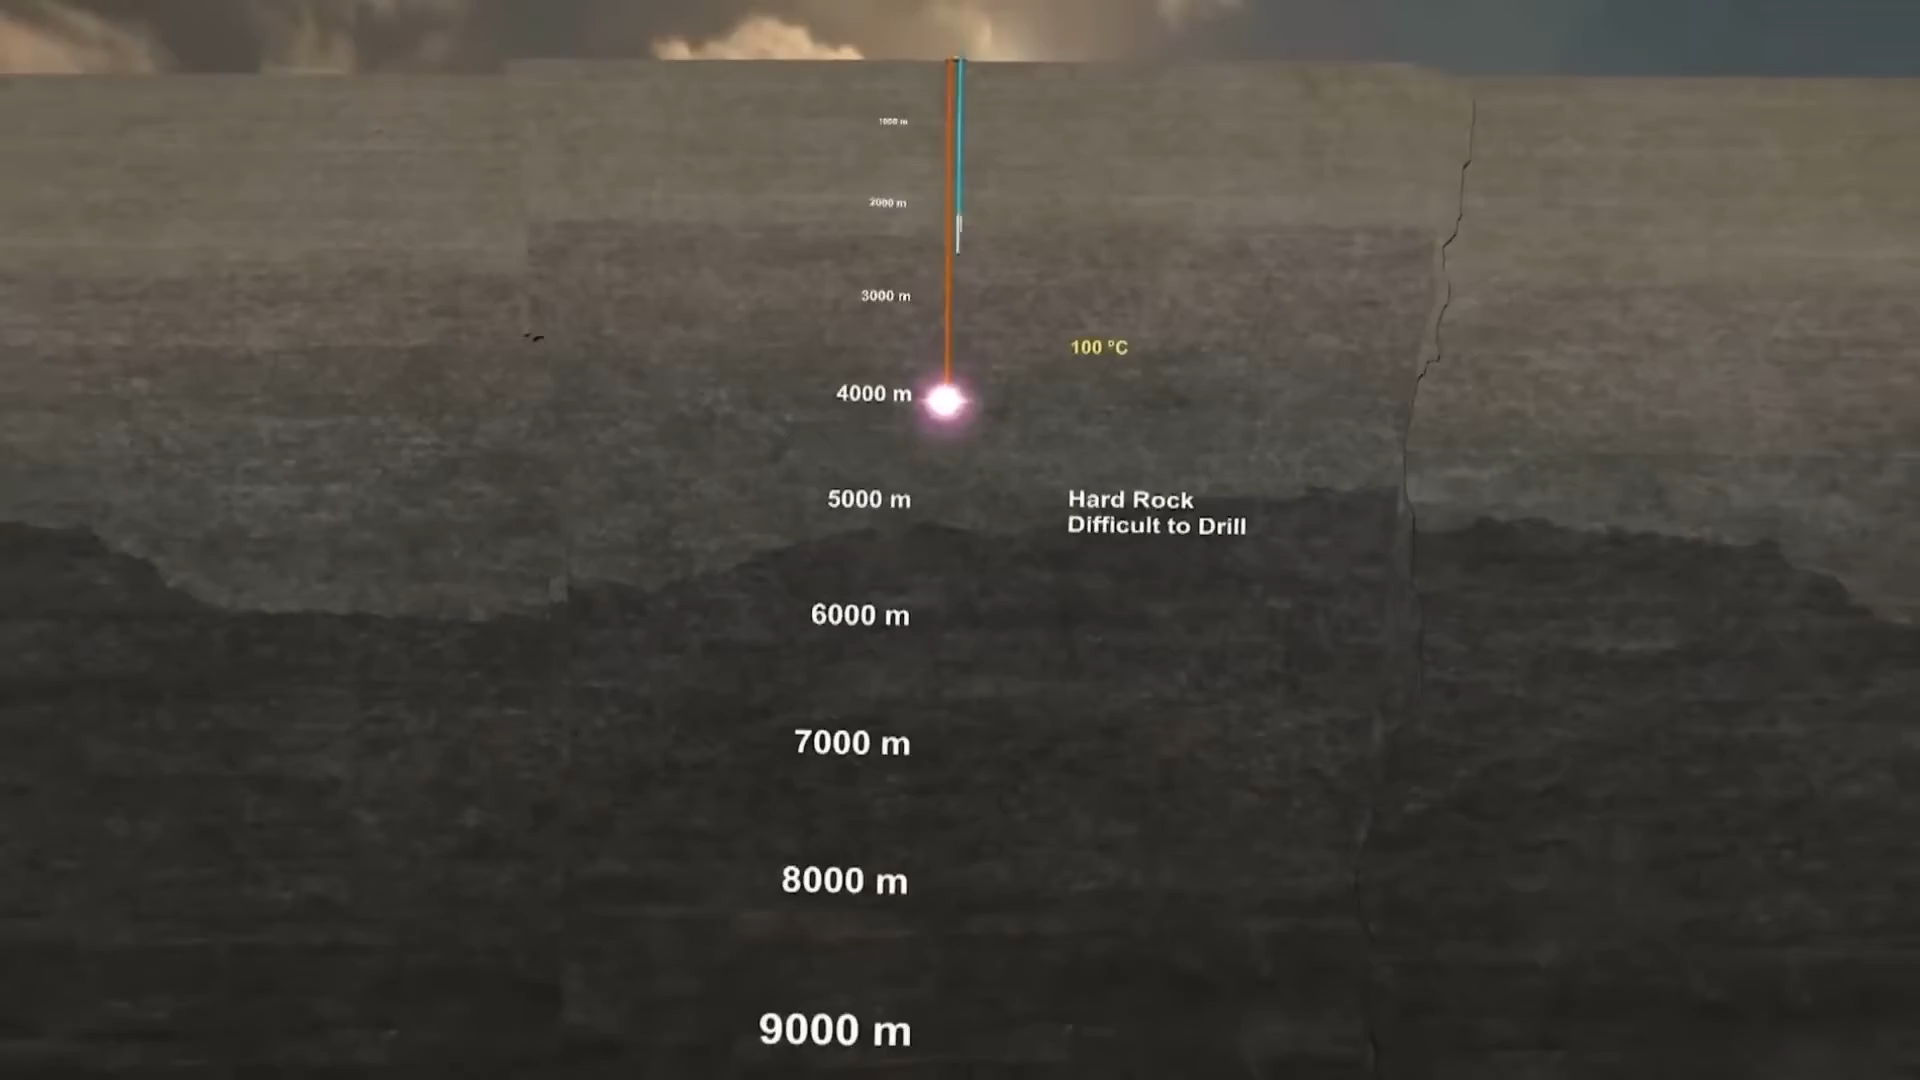 1000 m
2000 m
3000 m
100 °C
4000 m
5000 m
Hard Rock
Difficult to Drill
6000 m
7000 m
8000 m
9000 m